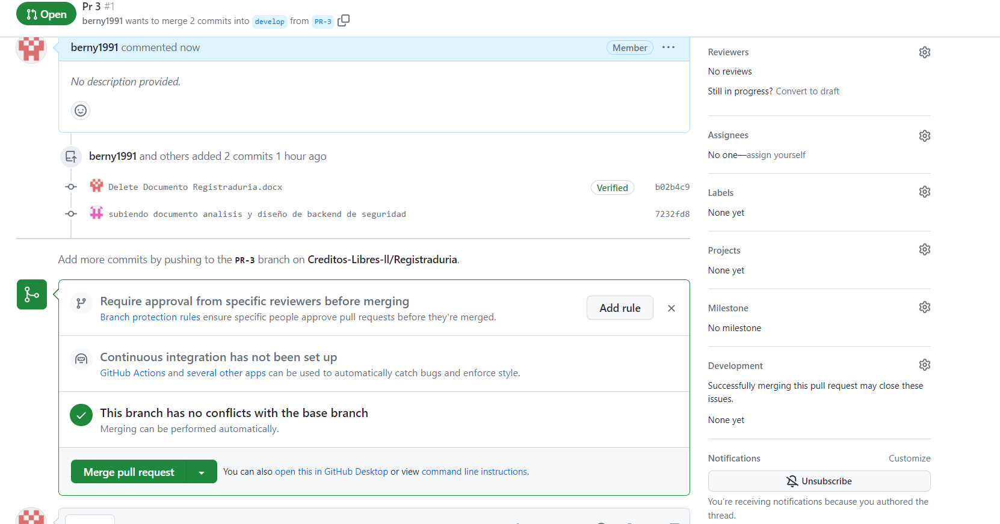 Open
Pr 3 #1
berny1991 wants to merge 2 commits into develop from PR-3
berny1991 commented now
Member
No description provided.
berny1991 and others added 2 commits 1 hour ago
Delete Documento Registraduria.docx
Verified
b02b4c9
subiendo documento analisis y diseño de backend de seguridad
7232fd8
Add more commits by pushing to the PR-3 branch on Creditos-Libres-ll/Registraduria.
Require approval from specific reviewers before merging
Branch protection rules ensure specific people approve pull requests before they're merged.
Add rule
Continuous integration has not been set up
GitHub Actions and several other apps can be used to automatically catch bugs and enforce style.
This branch has no conflicts with the base branch
Merging can be performed automatically.
Merge pull request
You can also open this in GitHub Desktop or view command line instructions.
Reviewers
No reviews
Still in progress? Convert to draft
Assignees
No one—assign yourself
Labels
None yet
Projects
None yet
Milestone
No milestone
Development
Successfully merging this pull request may close these
issues.
None yet
Notifications
Customize
Unsubscribe
You're receiving notifications because you authored the
thread.